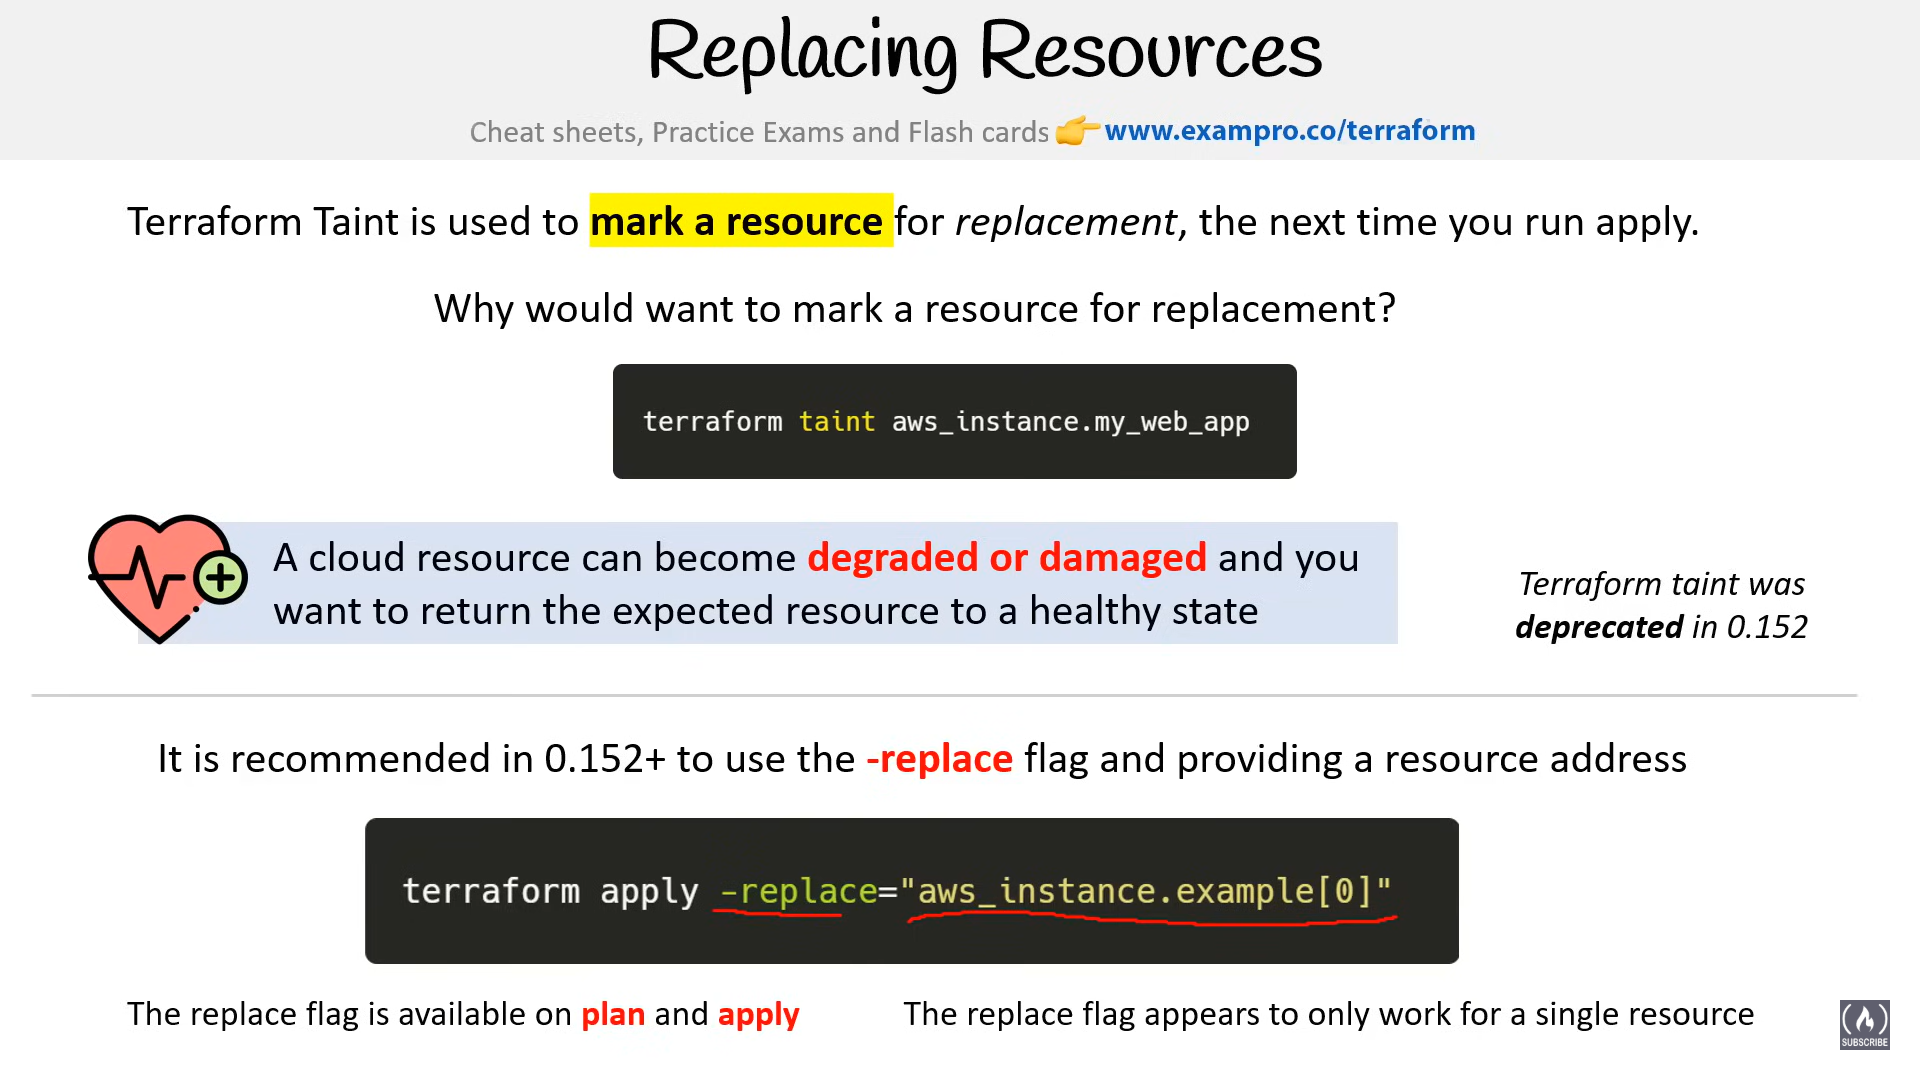 Replacing Resources
Cheat sheets, Practice Exams and Flash cards 👉 www.exampro.co/terraform
Terraform Taint is used to mark a resource for replacement, the next time you run apply.
Why would want to mark a resource for replacement?
terraform taint aws_instance.my_web_app
A cloud resource can become degraded or damaged and you
want to return the expected resource to a healthy state
Terraform taint was
deprecated in 0.152
It is recommended in 0.152+ to use the -replace flag and providing a resource address
terraform apply -replace="aws_instance.example[0]"
The replace flag is available on plan and apply
The replace flag appears to only work for a single resource
SUBSCRIBE